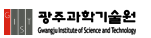 광주과학기술원
Gwangju Institute of Science and Technology